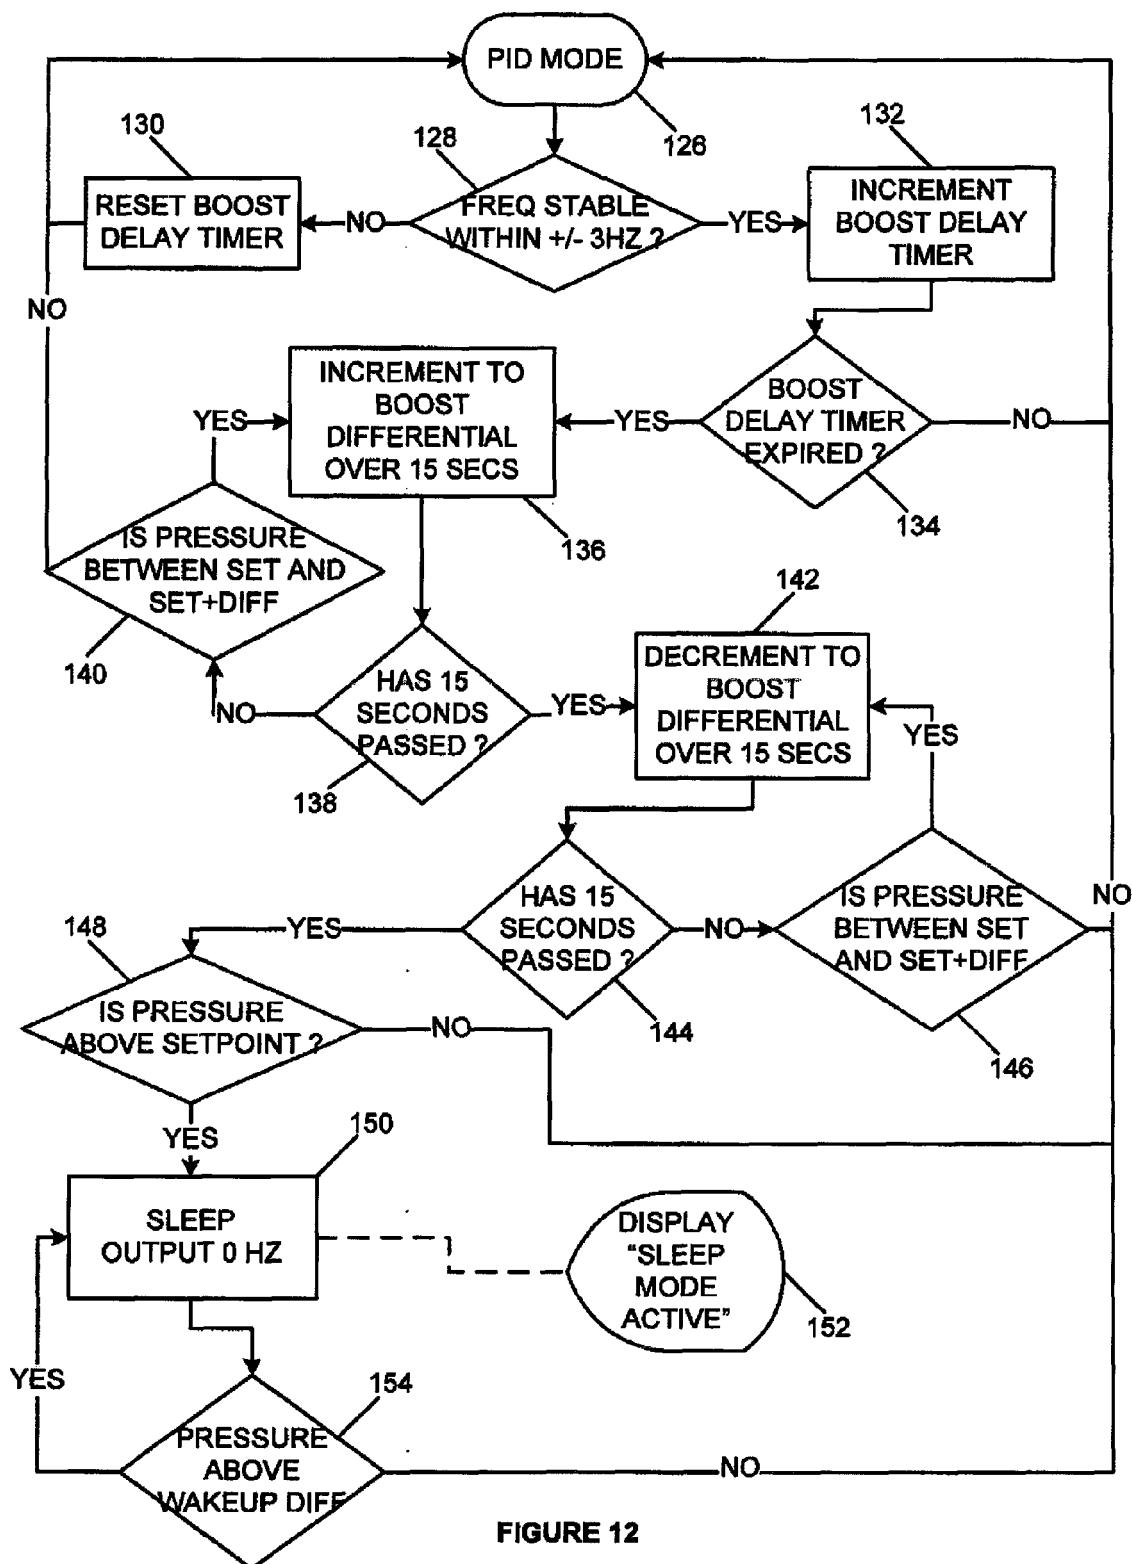 PID MODE
126
128
FREQ STABLE
WITHIN +/- 3HZ ?
NO
130
RESET BOOST
DELAY TIMER
YES
132
INCREMENT
BOOST DELAY
TIMER
NO
BOOST
DELAY TIMER
EXPIRED ?
134
YES
NO
INCREMENT TO
BOOST
DIFFERENTIAL
OVER 15 SECS
136
YES
IS PRESSURE
BETWEEN SET AND
SET+DIFF
140
HAS 15
SECONDS
PASSED ?
138
NO
YES
142
DECREMENT TO
BOOST
DIFFERENTIAL
OVER 15 SECS
YES
HAS 15
SECONDS
PASSED ?
144
NO
IS PRESSURE
BETWEEN SET
AND SET+DIFF
146
NO
YES
148
IS PRESSURE
ABOVE SETPOINT ?
NO
YES
150
SLEEP
OUTPUT 0 HZ
DISPLAY
“SLEEP
MODE
ACTIVE”
152
YES
154
PRESSURE
ABOVE
WAKEUP DIFF
NO
FIGURE 12